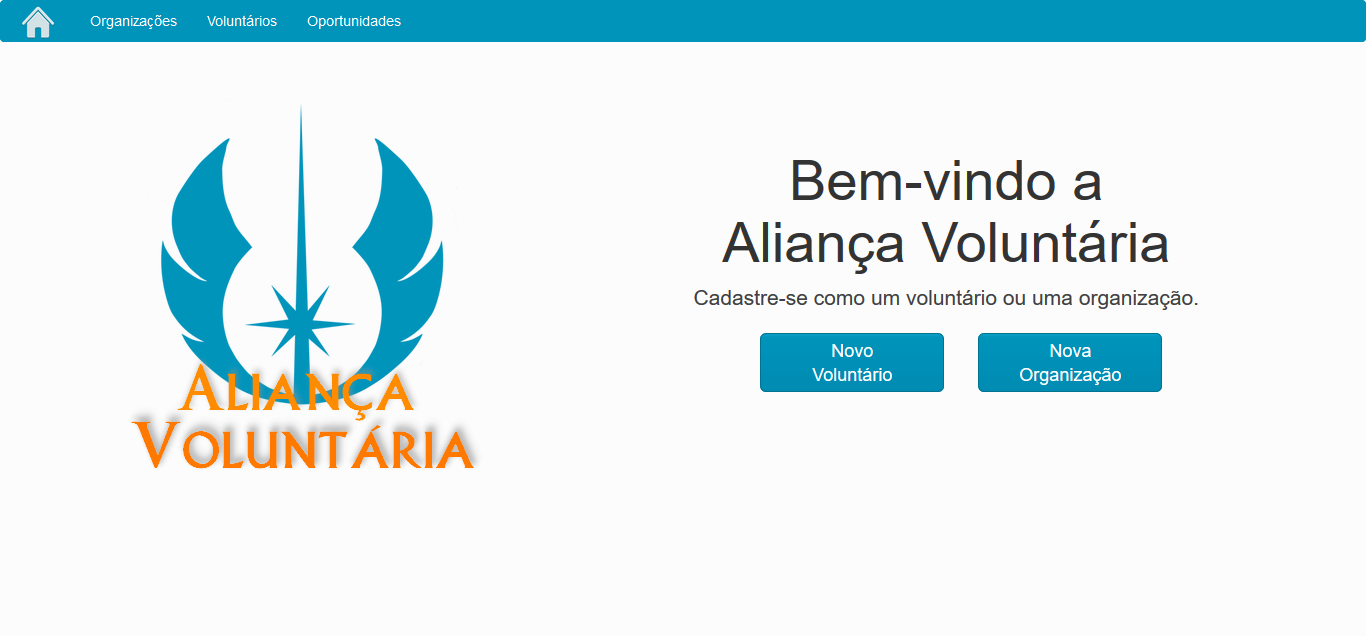 Organizações Voluntários Oportunidades
Aliança
Voluntária
Bem-vindo a
Aliança Voluntária
Cadastre-se como um voluntário ou uma organização.
Novo
Voluntário
Nova
Organização